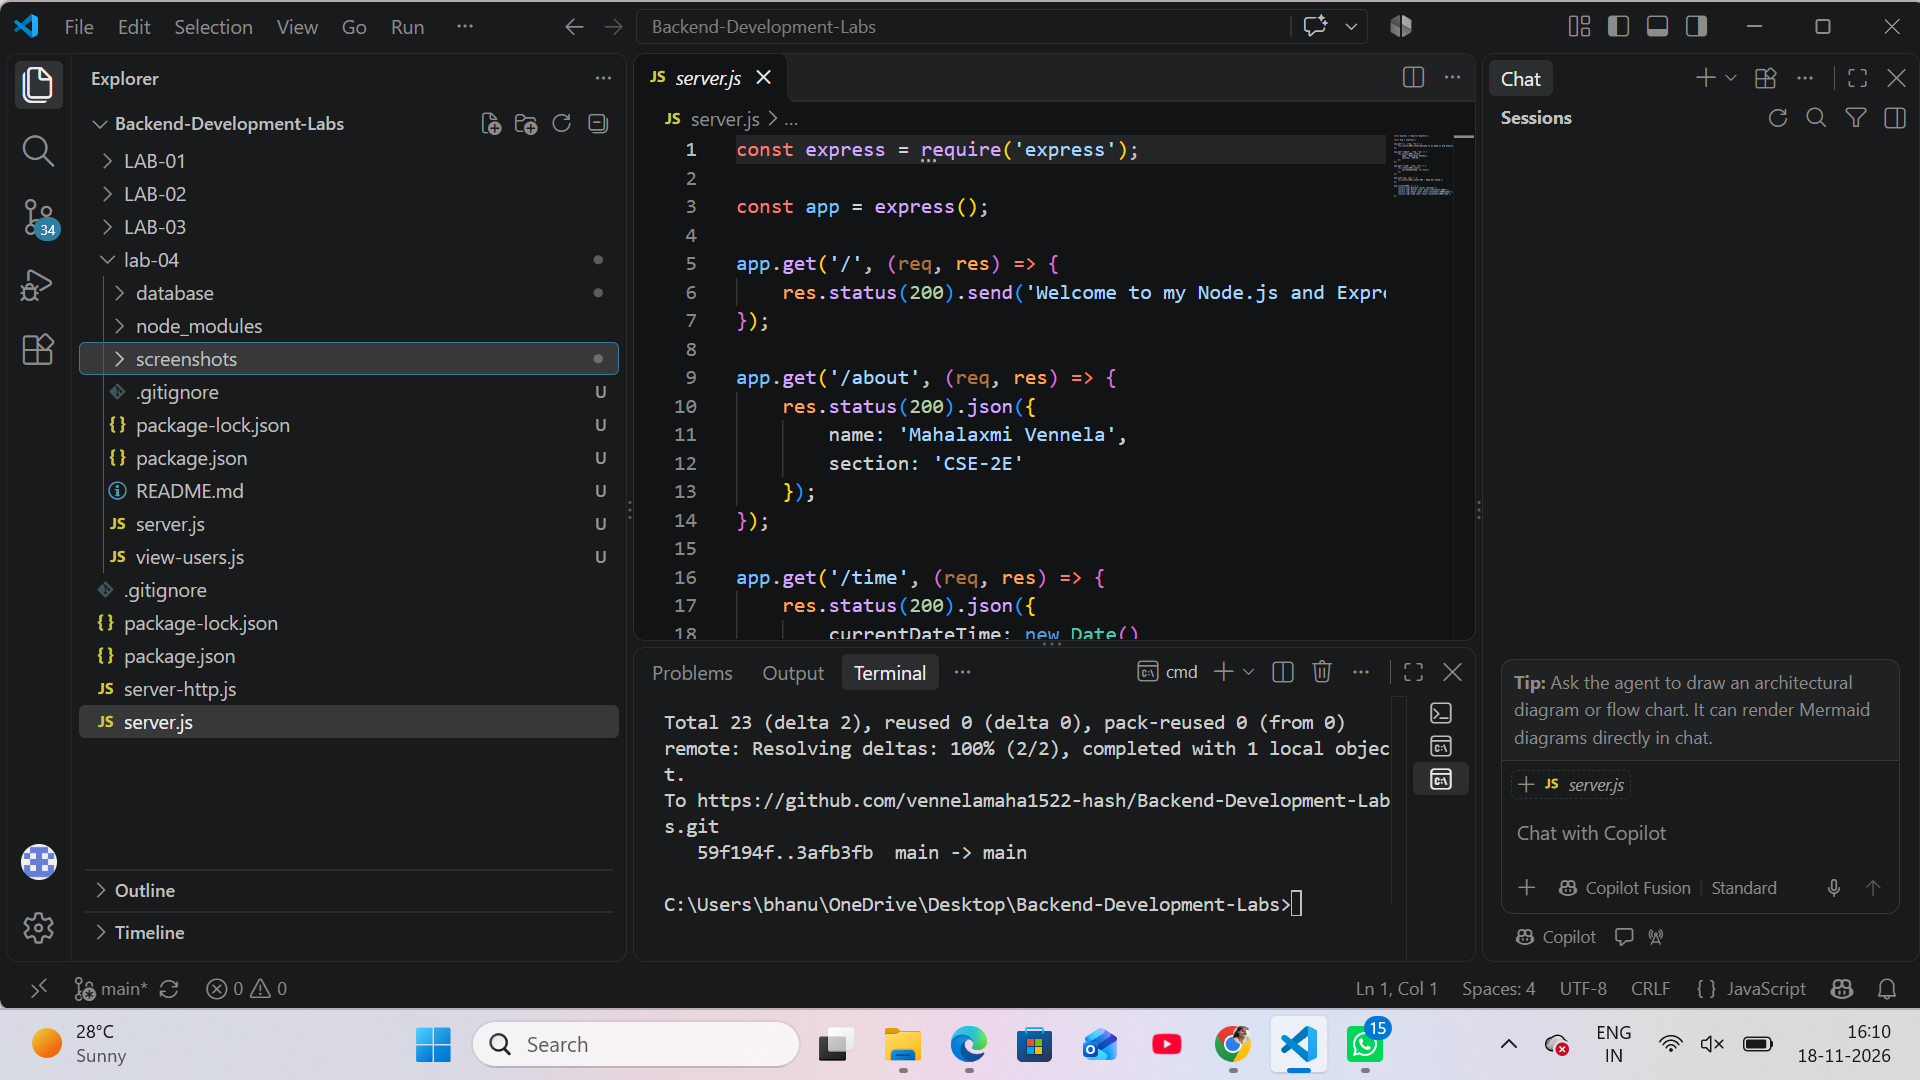 File Edit Selection View Go Run ...
Backend-Development-Labs
Explorer
Backend-Development-Labs
LAB-01
LAB-02
LAB-03
lab-04
database
node_modules
screenshots
.gitignore U
{} package-lock.json U
{} package.json U
README.md U
JS server.js U
JS view-users.js U
.gitignore
{} package-lock.json
{} package.json
JS server-http.js
JS server.js
34
Outline
Timeline
JS server.js
JS server.js > ...
1 const express = require('express');
2
3 const app = express();
4
5 app.get('/', (req, res) => {
6 res.status(200).send('Welcome to my Node.js and Expre
7 });
8
9 app.get('/about', (req, res) => {
10 res.status(200).json({
11 name: 'Mahalaxmi Vennela',
12 section: 'CSE-2E'
13 });
14 });
15
16 app.get('/time', (req, res) => {
17 res.status(200).json({
18 currentDateTime: new Date()
Problems Output Terminal ...
cmd
Total 23 (delta 2), reused 0 (delta 0), pack-reused 0 (from 0)
remote: Resolving deltas: 100% (2/2), completed with 1 local objec
t.
To https://github.com/vennelamaha1522-hash/Backend-Development-Lab
s.git
59f194f..3afb3fb main -> main
C:\Users\bhanu\OneDrive\Desktop\Backend-Development-Labs>
Chat
Sessions
Tip: Ask the agent to draw an architectural
diagram or flow chart. It can render Mermaid
diagrams directly in chat.
JS server.js
Chat with Copilot
Copilot Fusion Standard
Copilot
main* 0 0
Ln 1, Col 1 Spaces: 4 UTF-8 CRLF {} JavaScript
28°C
Sunny
Search
15
ENG
IN
16:10
18-11-2026